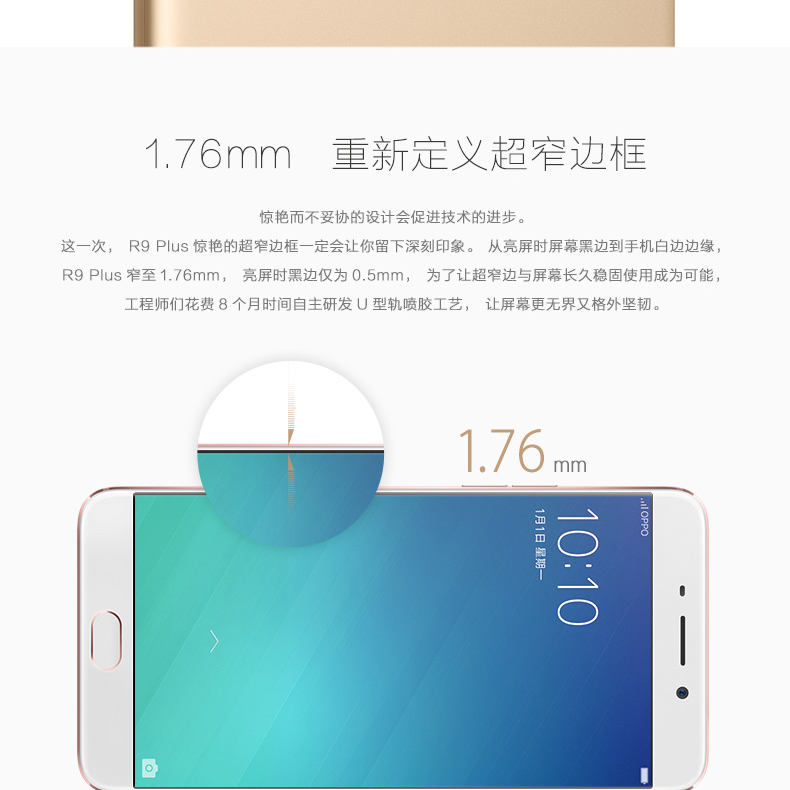 1.76mm 重新定义超窄边框
惊艳而不妥协的设计会促进技术的进步。
这一次， R9 Plus 惊艳的超窄边框一定会让你留下深刻印象。 从亮屏时屏幕黑边到手机白边边缘，
R9 Plus 窄至 1.76mm， 亮屏时黑边仅为 0.5mm， 为了让超窄边与屏幕长久稳固使用成为可能，
工程师们花费 8 个月时间自主研发 U 型轨喷胶工艺， 让屏幕更无界又格外坚韧。
1.76 mm
OPPO
10:10
1月1日 星期一